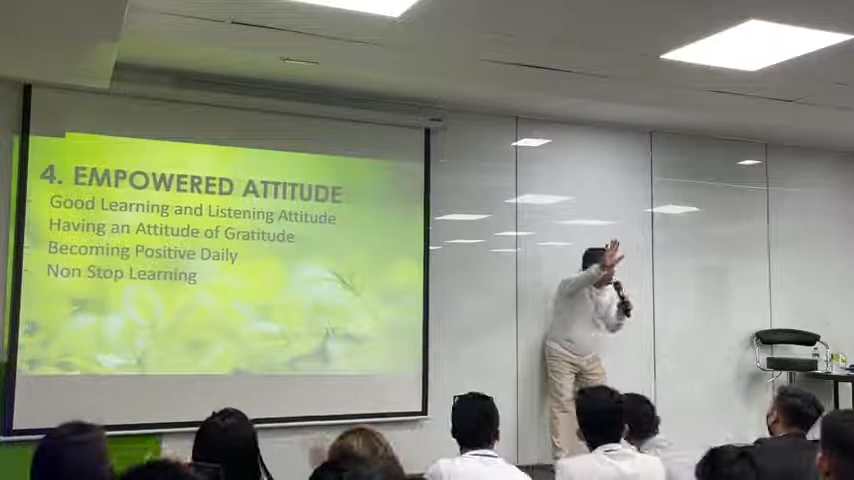 4. EMPOWERED ATTITUDE
Good Learning and Listening Attitude
Having an Attitude of Gratitude
Becoming Positive Daily
Non Stop Learning